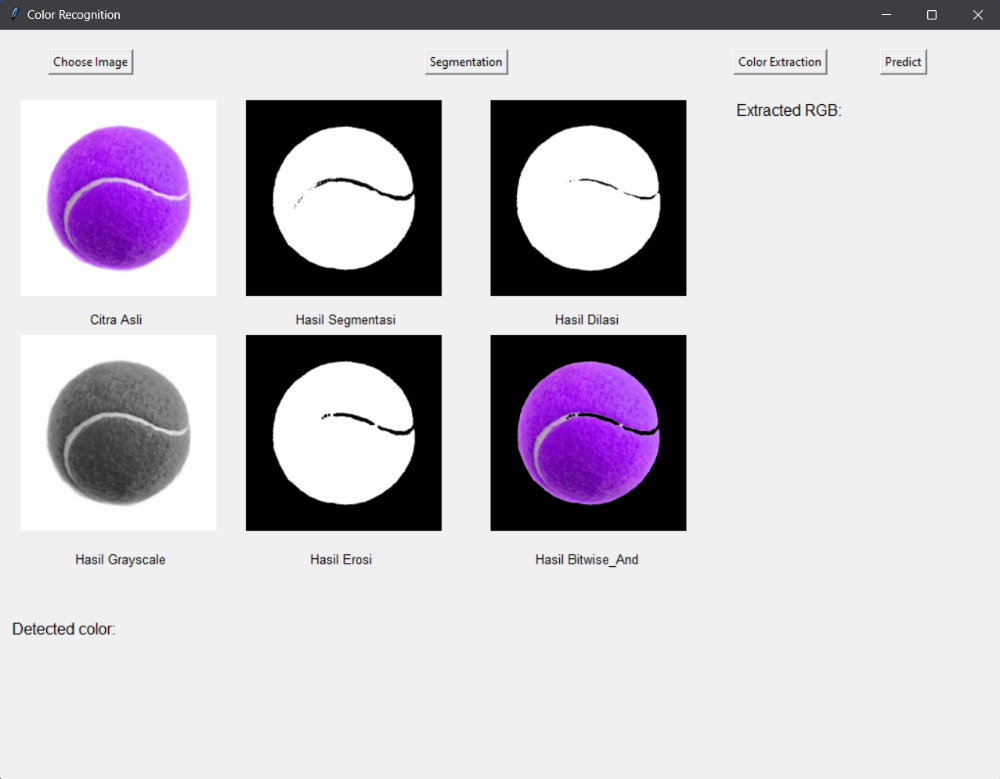 Color Recognition
Choose Image
Segmentation
Color Extraction
Predict
Extracted RGB:
Citra Asli
Hasil Segmentasi
Hasil Dilasi
Hasil Grayscale
Hasil Erosi
Hasil Bitwise_And
Detected color: